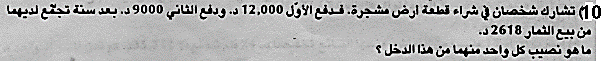 10) تشارك شخصان في شراء قطعة ارض مشجرة. فدفع الأوّل 12,000 د. ودفع الثاني 9000 د. بعد سنة تجمّع لديهما
من بيع الثمار 2618 د.
ما هو نصيب كل واحد منهما من هذا الدخل ؟